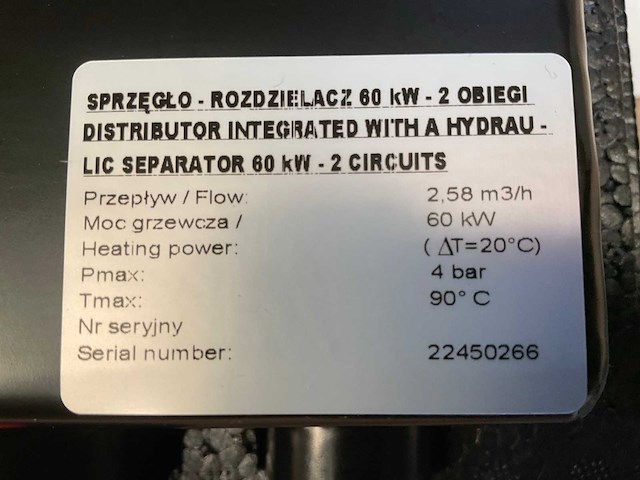 SPRZĘGŁO - ROZDZIELACZ 60 kW - 2 OBIEGI
DISTRIBUTOR INTEGRATED WITH A HYDRAU -
LIC SEPARATOR 60 kW - 2 CIRCUITS
Przepływ / Flow: 2,58 m3/h
Moc grzewcza / 60 kW
Heating power: ( ΔT=20°C)
Pmax: 4 bar
Tmax: 90° C
Nr seryjny
Serial number: 22450266